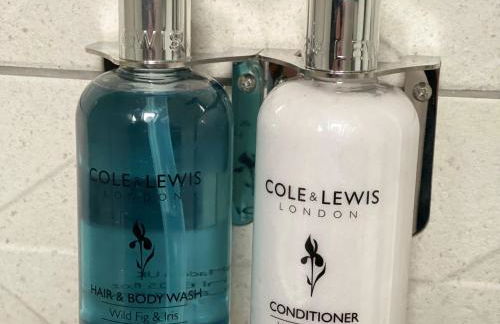 COLE & LEWIS
LONDON
HAIR & BODY WASH
Wild Fig & Iris
COLE & LEWIS
LONDON
CONDITIONER